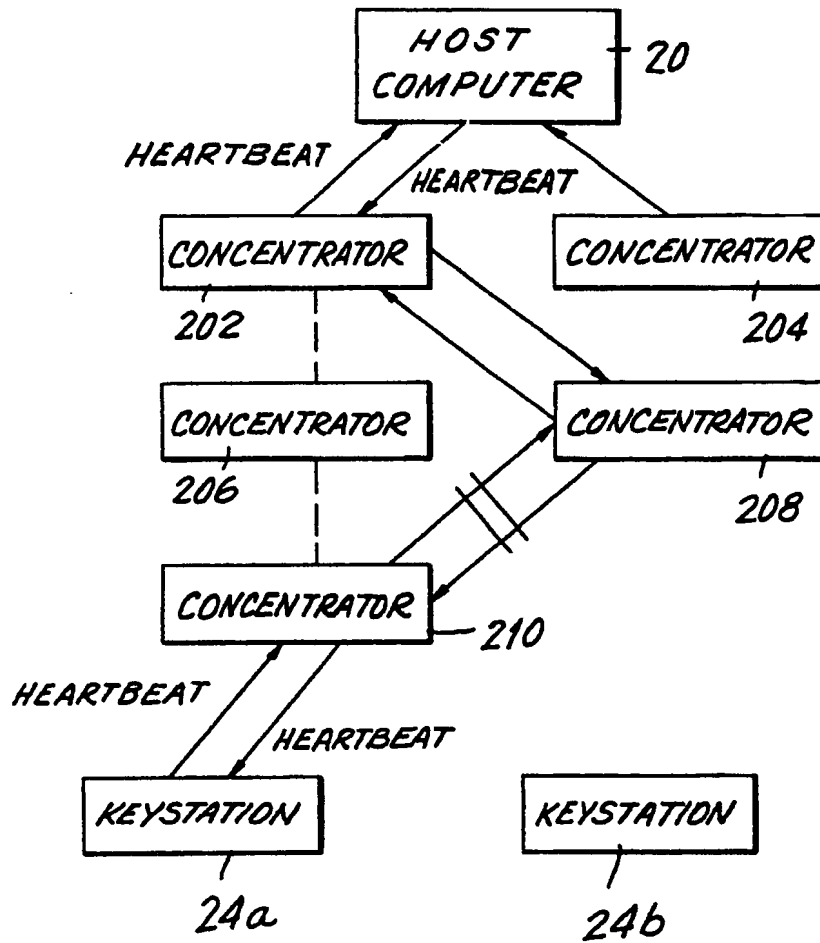 HOST
COMPUTER
20
HEARTBEAT
HEARTBEAT
CONCENTRATOR
CONCENTRATOR
202
204
CONCENTRATOR
CONCENTRATOR
206
208
CONCENTRATOR
210
HEARTBEAT
HEARTBEAT
KEYSTATION
KEYSTATION
24a
24b